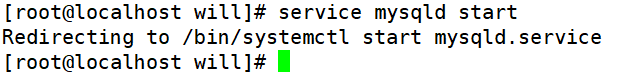 [root@localhost will]# service mysqld start
Redirecting to /bin/systemctl start mysqld.service
[root@localhost will]#